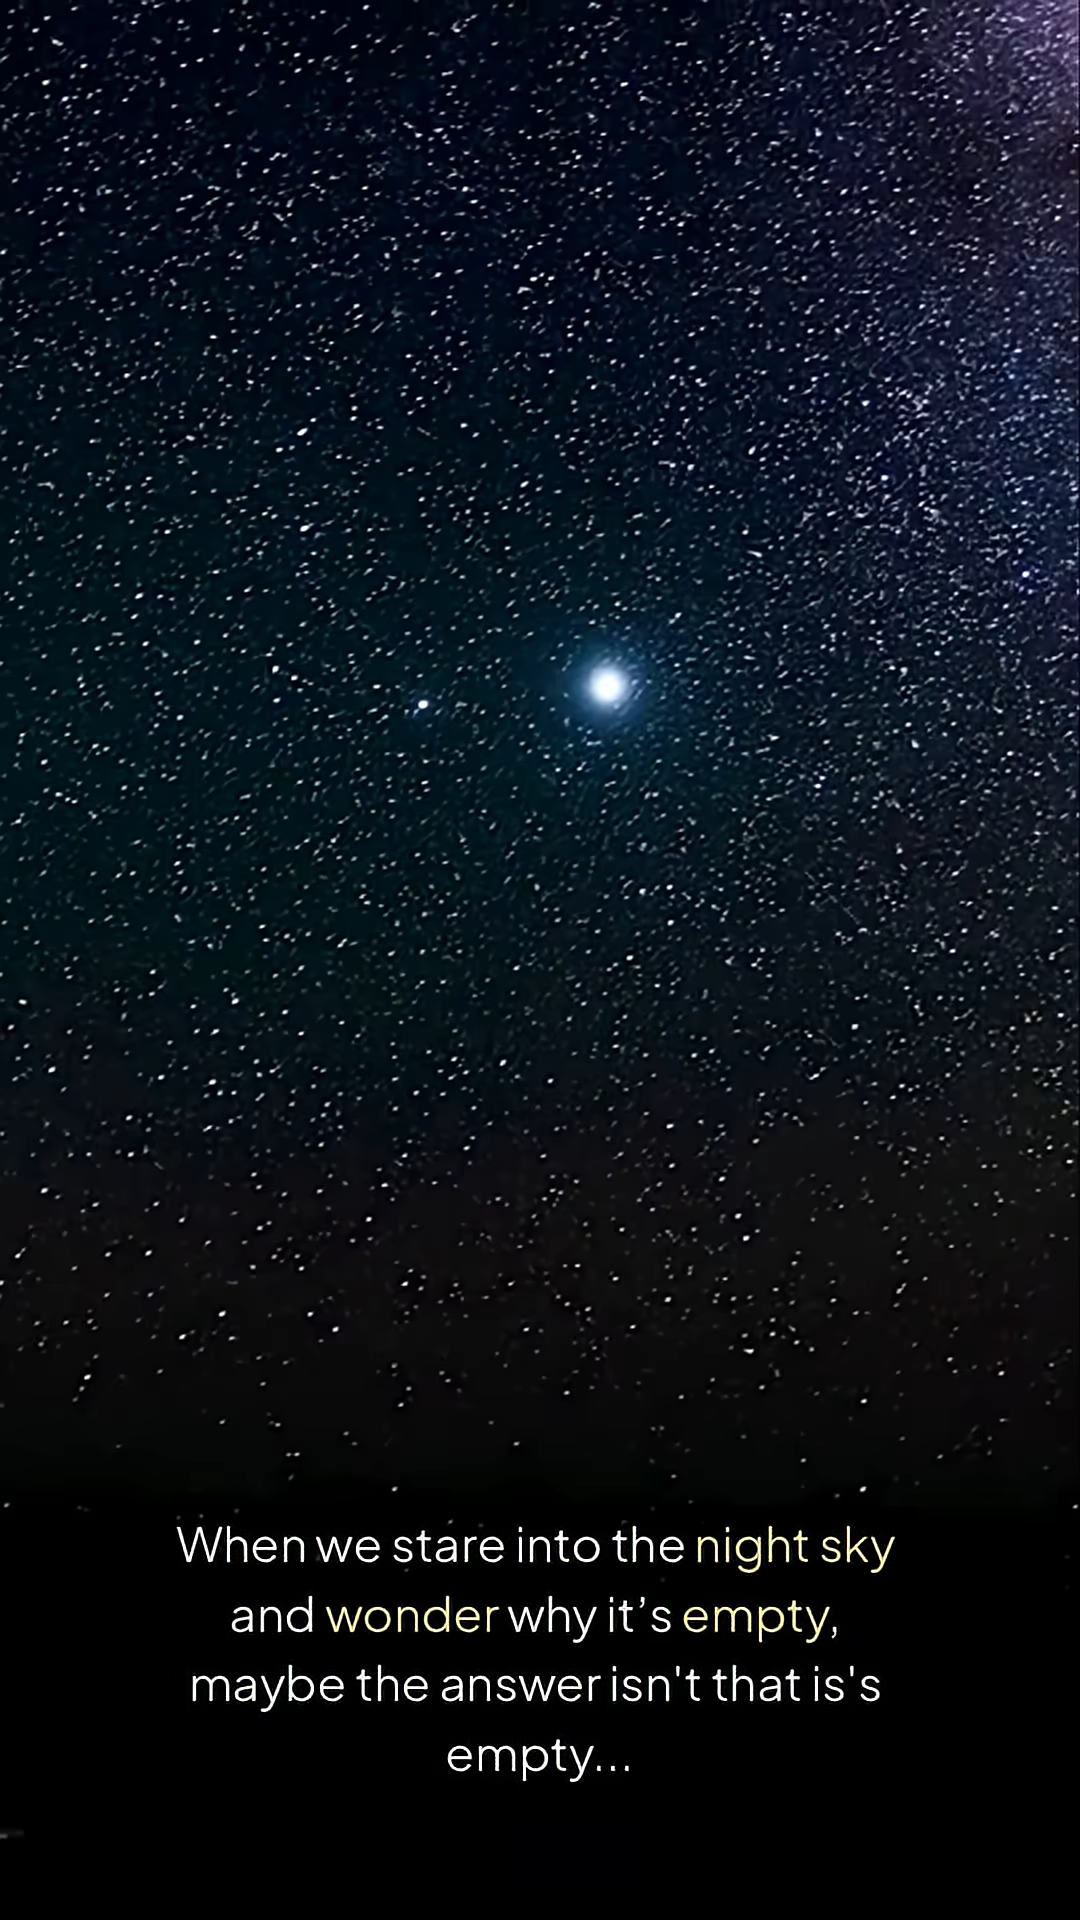 When we stare into the night sky
and wonder why it’s empty,
maybe the answer isn't that is's
empty...